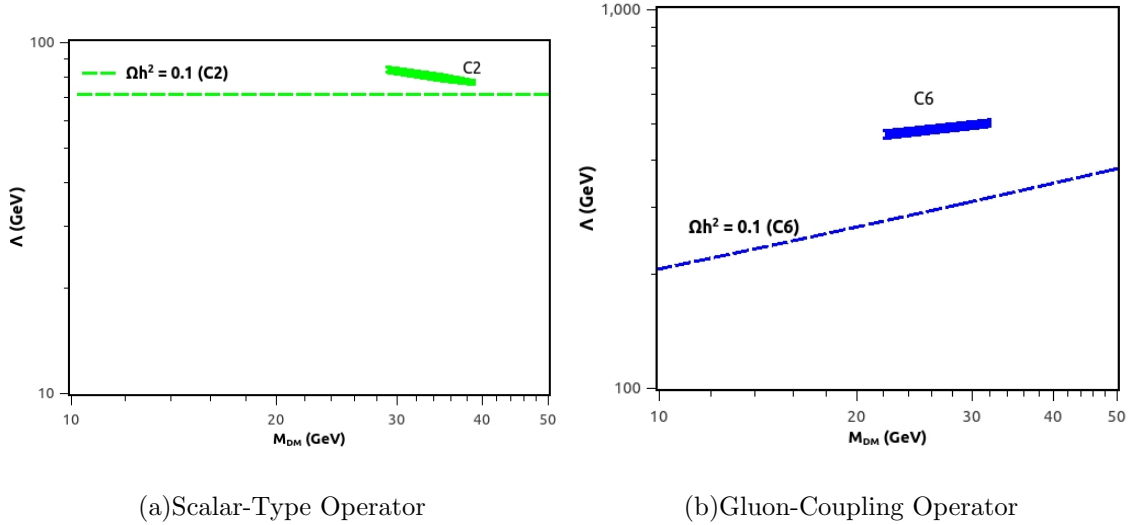 100
Ωh² = 0.1 (C2)
C2
Λ (GeV)
10
10 20 30 40 50
M_DM (GeV)
(a)Scalar-Type Operator
1,000
C6
Λ (GeV)
Ωh² = 0.1 (C6)
100
10 20 30 40 50
M_DM (GeV)
(b)Gluon-Coupling Operator